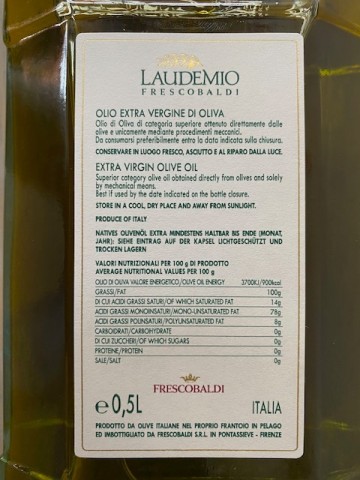 LAUDEMIO
FRESCOBALDI
OLIO EXTRA VERGINE DI OLIVA
Olio di Oliva di categoria superiore ottenuto direttamente dalle
olive e unicamente mediante procedimenti meccanici.
Da consumarsi preferibilmente entro la data indicata sulla chiusura.
CONSERVARE IN LUOGO FRESCO, ASCIUTTO E AL RIPARO DALLA LUCE.
EXTRA VIRGIN OLIVE OIL
Superior category olive oil obtained directly from olives and solely
by mechanical means.
Best if used by the date indicated on the bottle closure.
STORE IN A COOL, DRY PLACE AND AWAY FROM SUNLIGHT.
PRODUCE OF ITALY
NATIVES OLIVENÖL EXTRA MINDESTENS HALTBAR BIS ENDE (MONAT,
JAHR): SIEHE EINTRAG AUF DER KAPSEL LICHTGESCHÜTZT UND
TROCKEN LAGERN
VALORI NUTRIZIONALI PER 100 g DI PRODOTTO
AVERAGE NUTRITIONAL VALUES PER 100 g
OLIO DI OLIVA VALORE ENERGETICO/OLIVE OIL ENERGY 3700KJ/900kcal
GRASSI/FAT 100g
DI CUI ACIDI GRASSI SATURI/OF WHICH SATURATED FAT 14g
ACIDI GRASSI MONOINSATURI/MONO-UNSATURATED FAT 78g
ACIDI GRASSI POLINSATURI/POLYUNSATURATED FAT 8g
CARBOIDRATI/CARBOHYDRATE 0g
DI CUI ZUCCHERI/OF WHICH SUGARS 0g
PROTEINE/PROTEIN 0g
SALE/SALT 0g
FRESCOBALDI
e 0,5L ITALIA
PRODOTTO DA OLIVE ITALIANE NEL PROPRIO FRANTOIO IN PELAGO
ED IMBOTTIGLIATO DA FRESCOBALDI S.R.L. IN PONTASSIEVE - FIRENZE